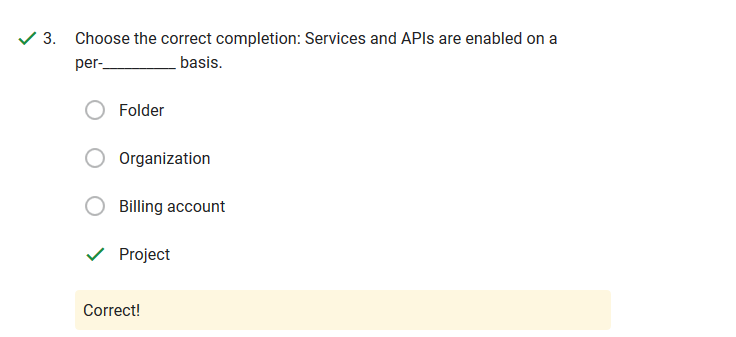 3. Choose the correct completion: Services and APIs are enabled on a
per-__________ basis.
Folder
Organization
Billing account
Project
Correct!